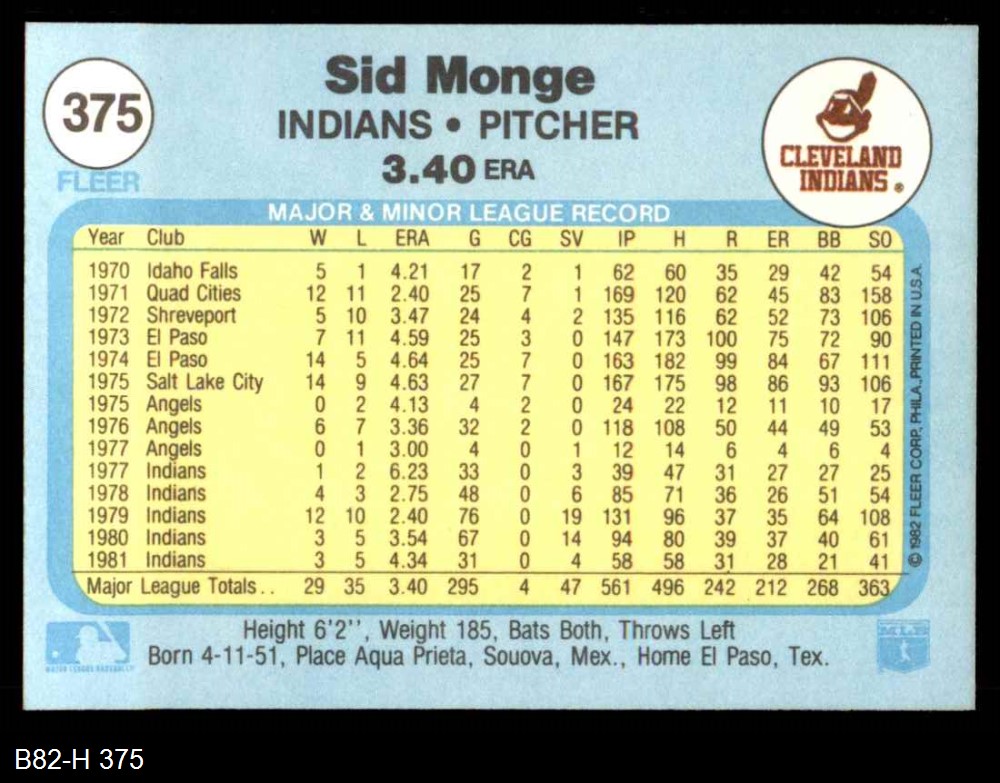 375
FLEER
Sid Monge
INDIANS • PITCHER
3.40 ERA
CLEVELAND
INDIANS ®
MAJOR & MINOR LEAGUE RECORD
Year Club W L ERA G CG SV IP H R ER BB SO
1970 Idaho Falls 5 1 4.21 17 2 1 62 60 35 29 42 54
1971 Quad Cities 12 11 2.40 25 7 1 169 120 62 45 83 158
1972 Shreveport 5 10 3.47 24 4 2 135 116 62 52 73 106
1973 El Paso 7 11 4.59 25 3 0 147 173 100 75 72 90
1974 El Paso 14 5 4.64 25 7 0 163 182 99 84 67 111
1975 Salt Lake City 14 9 4.63 27 7 0 167 175 98 86 93 106
1975 Angels 0 2 4.13 4 2 0 24 22 12 11 10 17
1976 Angels 6 7 3.36 32 2 0 118 108 50 44 49 53
1977 Angels 0 1 3.00 4 0 1 12 14 6 4 6 4
1977 Indians 1 2 6.23 33 0 3 39 47 31 27 27 25
1978 Indians 4 3 2.75 48 0 6 85 71 36 26 51 54
1979 Indians 12 10 2.40 76 0 19 131 96 37 35 64 108
1980 Indians 3 5 3.54 67 0 14 94 80 39 37 40 61
1981 Indians 3 5 4.34 31 0 4 58 58 31 28 21 41
Major League Totals . . 29 35 3.40 295 4 47 561 496 242 212 268 363
© 1982 FLEER CORP., PHILA., PRINTED IN U.S.A.
Height 6'2'', Weight 185, Bats Both, Throws Left
Born 4-11-51, Place Aqua Prieta, Souova, Mex., Home El Paso, Tex.
MAJOR LEAGUE BASEBALL
B82-H 375